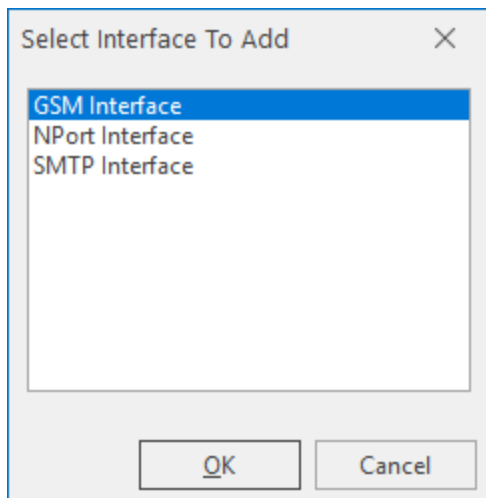 Select Interface To Add
GSM Interface
NPort Interface
SMTP Interface
OK
Cancel